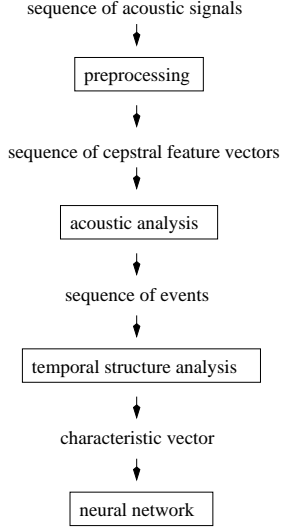 sequence of acoustic signals
preprocessing
sequence of cepstral feature vectors
acoustic analysis
sequence of events
temporal structure analysis
characteristic vector
neural network